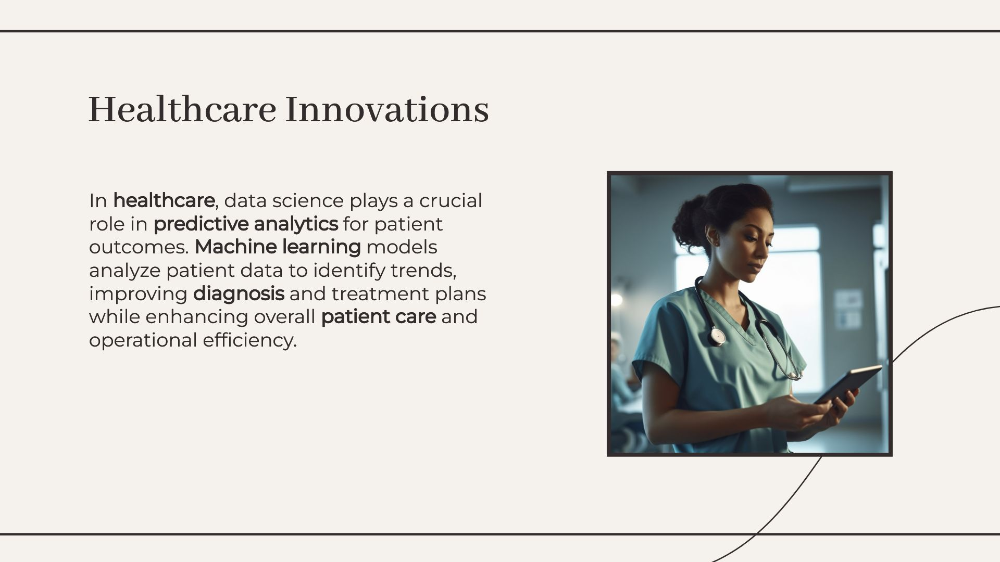 Healthcare Innovations
In healthcare, data science plays a crucial
role in predictive analytics for patient
outcomes. Machine learning models
analyze patient data to identify trends,
improving diagnosis and treatment plans
while enhancing overall patient care and
operational efficiency.